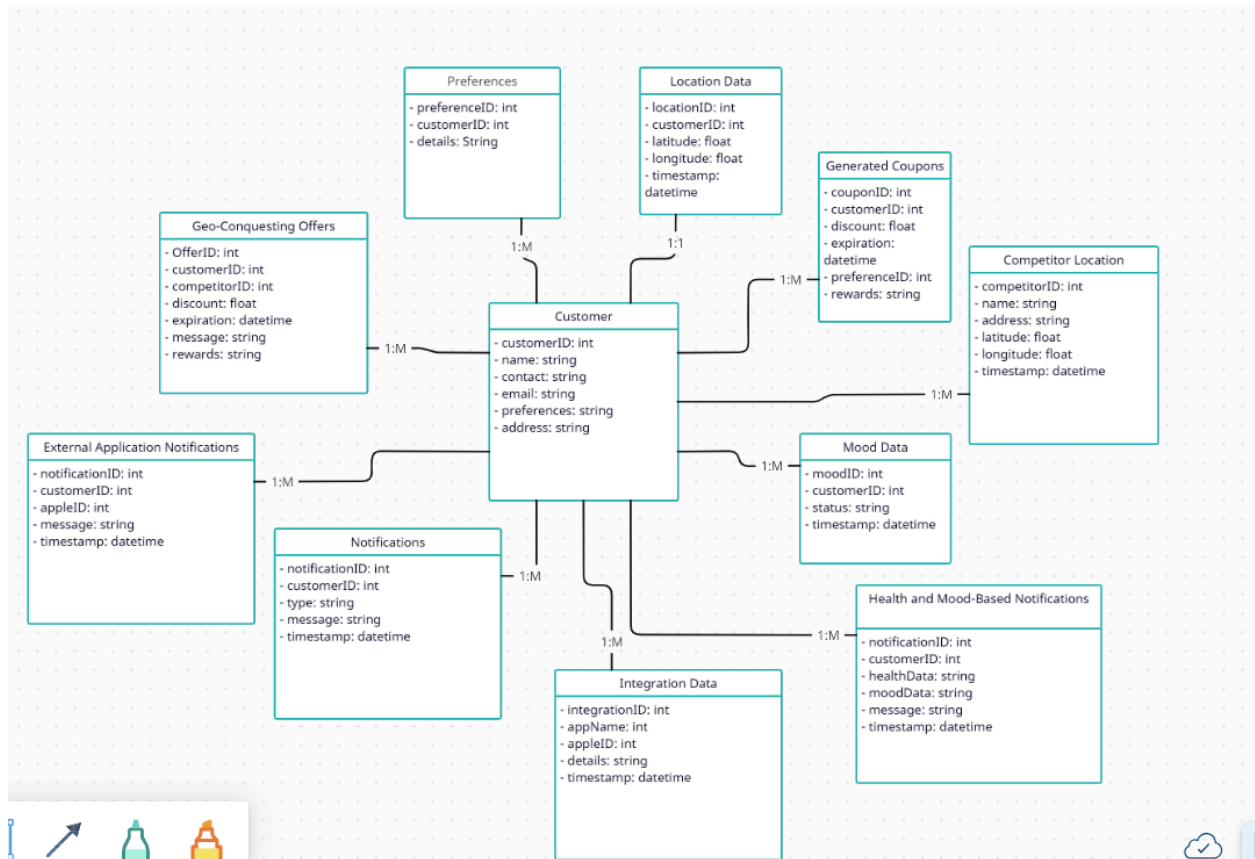 Preferences
- preferenceID: int
- customerID: int
- details: String
Location Data
- locationID: int
- customerID: int
- latitude: float
- longitude: float
- timestamp:
datetime
Generated Coupons
- couponID: int
- customerID: int
- discount: float
- expiration:
datetime
- preferenceID: int
- rewards: string
Geo-Conquesting Offers
- OfferID: int
- customerID: int
- competitorID: int
- discount: float
- expiration: datetime
- message: string
- rewards: string
1:M
1:1
1:M
Competitor Location
- competitorID: int
- name: string
- address: string
- latitude: float
- longitude: float
- timestamp: datetime
Customer
- customerID: int
- name: string
- contact: string
- email: string
- preferences: string
- address: string
1:M
1:M
External Application Notifications
- notificationID: int
- customerID: int
- appleID: int
- message: string
- timestamp: datetime
1:M
1:M
Mood Data
- moodID: int
- customerID: int
- status: string
- timestamp: datetime
Notifications
- notificationID: int
- customerID: int
- type: string
- message: string
- timestamp: datetime
1:M
1:M
1:M
Health and Mood-Based Notifications
- notificationID: int
- customerID: int
- healthData: string
- moodData: string
- message: string
- timestamp: datetime
Integration Data
- integrationID: int
- appName: int
- appleID: int
- details: string
- timestamp: datetime